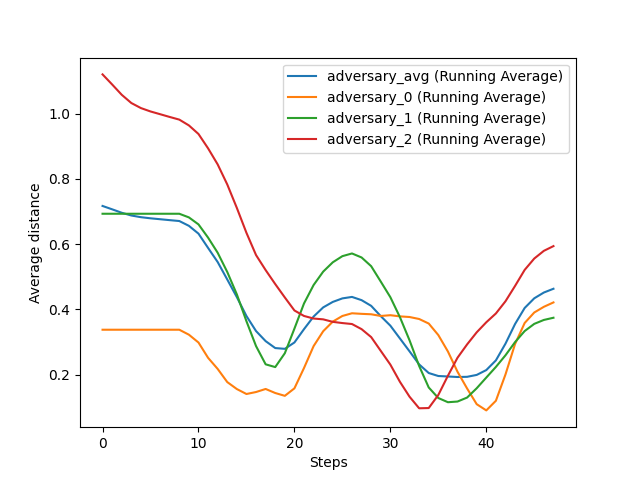 adversary_avg (Running Average)
adversary_0 (Running Average)
adversary_1 (Running Average)
adversary_2 (Running Average)
1.0
0.8
0.6
0.4
0.2
Average distance
0
10
20
30
40
Steps